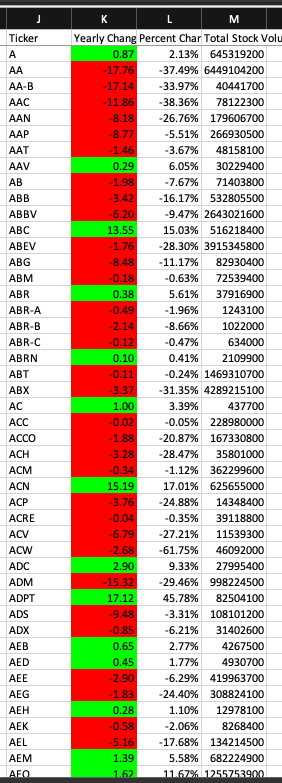 J K L M
Ticker Yearly Chang Percent Char Total Stock Volu
A 0.87 2.13% 645319200
AA -17.76 -37.49% 6449104200
AA-B -17.14 -33.97% 40441700
AAC -11.86 -38.36% 78122300
AAN -8.18 -26.76% 179606700
AAP -8.77 -5.51% 266930500
AAT -1.46 -3.67% 48158100
AAV 0.29 6.05% 30229400
AB -1.98 -7.67% 71403800
ABB -3.42 -16.17% 532805500
ABBV -6.20 -9.47% 2643021600
ABC 13.55 15.03% 516218400
ABEV -1.76 -28.30% 3915345800
ABG -8.48 -11.17% 82930400
ABM -0.18 -0.63% 72539400
ABR 0.38 5.61% 37916900
ABR-A -0.49 -1.96% 1243100
ABR-B -2.14 -8.66% 1022000
ABR-C -0.12 -0.47% 634000
ABRN 0.10 0.41% 2109900
ABT -0.11 -0.24% 1469310700
ABX -3.37 -31.35% 4289215100
AC 1.00 3.39% 437700
ACC -0.02 -0.05% 228980000
ACCO -1.88 -20.87% 167330800
ACH -3.28 -28.47% 35801000
ACM -0.34 -1.12% 362299600
ACN 15.19 17.01% 625655000
ACP -3.76 -24.88% 14348400
ACRE -0.04 -0.35% 39118800
ACV -6.79 -27.21% 11539300
ACW -2.68 -61.75% 46092000
ADC 2.90 9.33% 27995400
ADM -15.32 -29.46% 998224500
ADPT 17.12 45.78% 82504100
ADS -9.48 -3.31% 108101200
ADX -0.85 -6.21% 31402600
AEB 0.65 2.77% 4267500
AED 0.45 1.77% 4930700
AEE -2.90 -6.29% 419963700
AEG -1.83 -24.40% 308824100
AEH 0.28 1.10% 12978100
AEK -0.58 -2.06% 8268400
AEL -5.16 -17.68% 134214500
AEM 1.39 5.58% 682224900
AEO 1.62 11.67% 1255753900